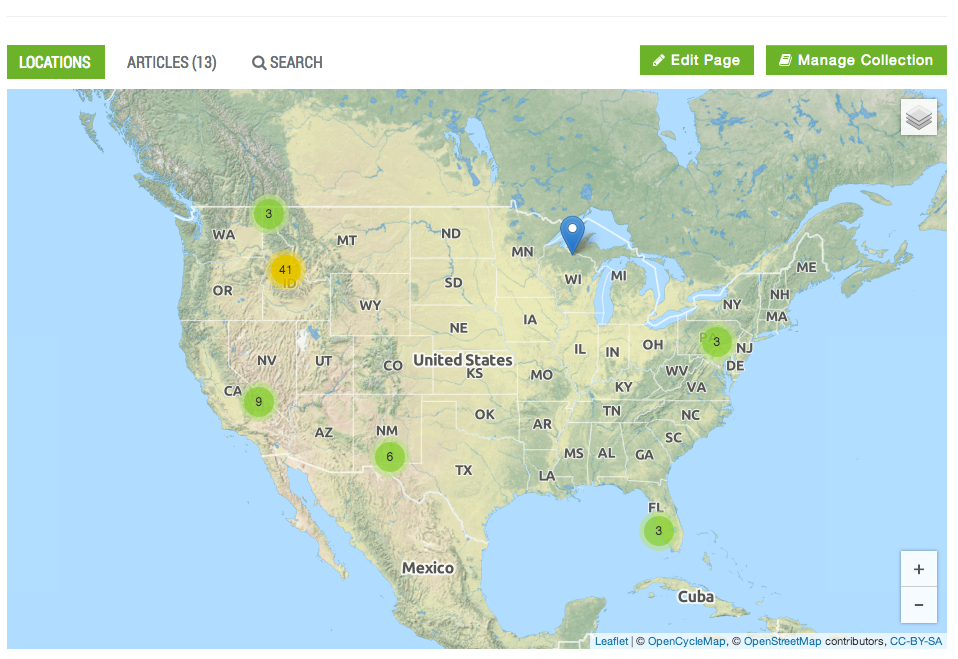 LOCATIONS ARTICLES (13) SEARCH Edit Page Manage Collection
3
WA MT ND MN ME
41 ID
OR SD WI MI
WY NH
NY
MA
NE IA
3 PA NJ
IL IN OH
NV UT CO United States DE
KS MO WV
KY VA
CA 9
OK TN NC
AZ NM AR SC
6 MS AL GA
TX LA
FL
3
Mexico
+
Cuba
−
Leaflet | © OpenCycleMap, © OpenStreetMap contributors, CC-BY-SA